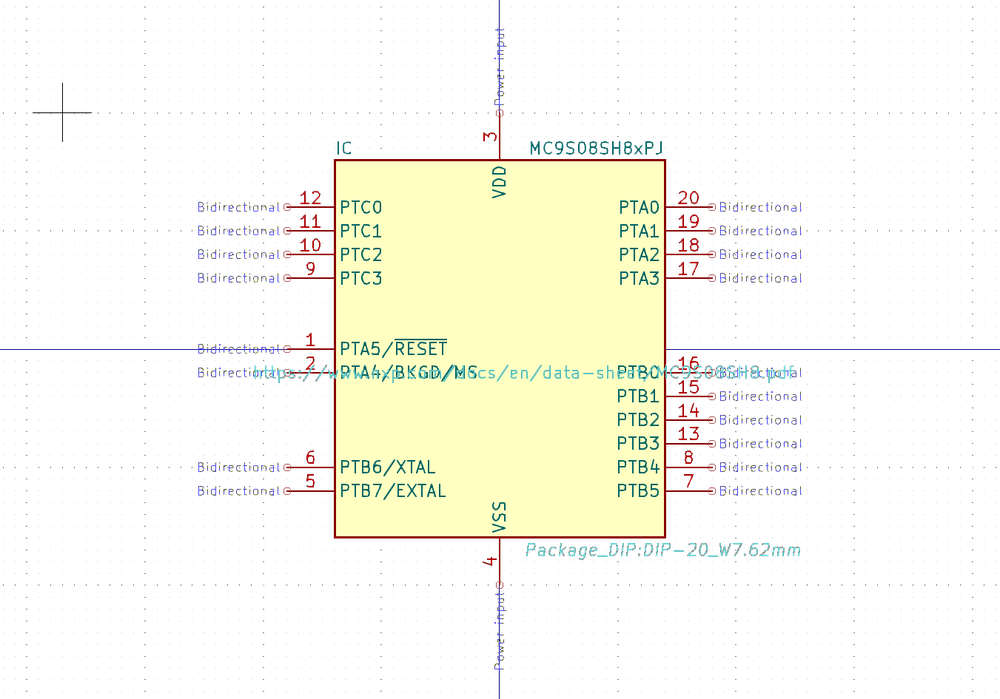 Power input
3
IC MC9S08SH8xPJ
VDD
Bidirectional 12 PTC0 PTA0 20 Bidirectional
Bidirectional 11 PTC1 PTA1 19 Bidirectional
Bidirectional 10 PTC2 PTA2 18 Bidirectional
Bidirectional 9 PTC3 PTA3 17 Bidirectional
Bidirectional 1 PTA5/RESET
Bidirectional 2 PTA4/BKGD/MS PTB0 16 Bidirectional
https://www.nxp.com/docs/en/data-sheet/MC9S08SH8.pdf
PTB1 15 Bidirectional
PTB2 14 Bidirectional
PTB3 13 Bidirectional
Bidirectional 6 PTB6/XTAL PTB4 8 Bidirectional
Bidirectional 5 PTB7/EXTAL PTB5 7 Bidirectional
VSS
Package_DIP:DIP-20_W7.62mm
4
Power input